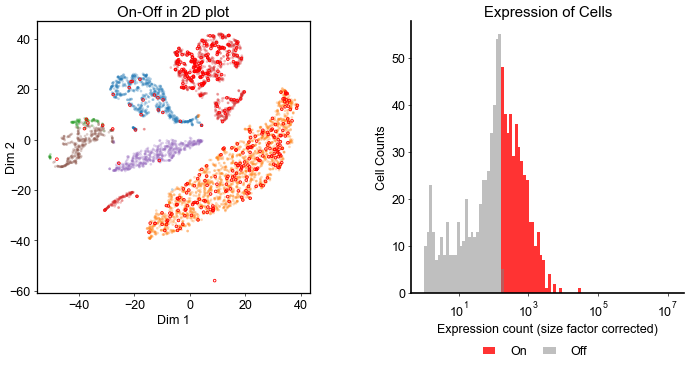 On-Off in 2D plot
40
20
0
−20
−40
−60
Dim 2
−40 −20 0 20 40
Dim 1
Expression of Cells
50
40
30
20
10
0
Cell Counts
10^1 10^3 10^5 10^7
Expression count (size factor corrected)
On Off